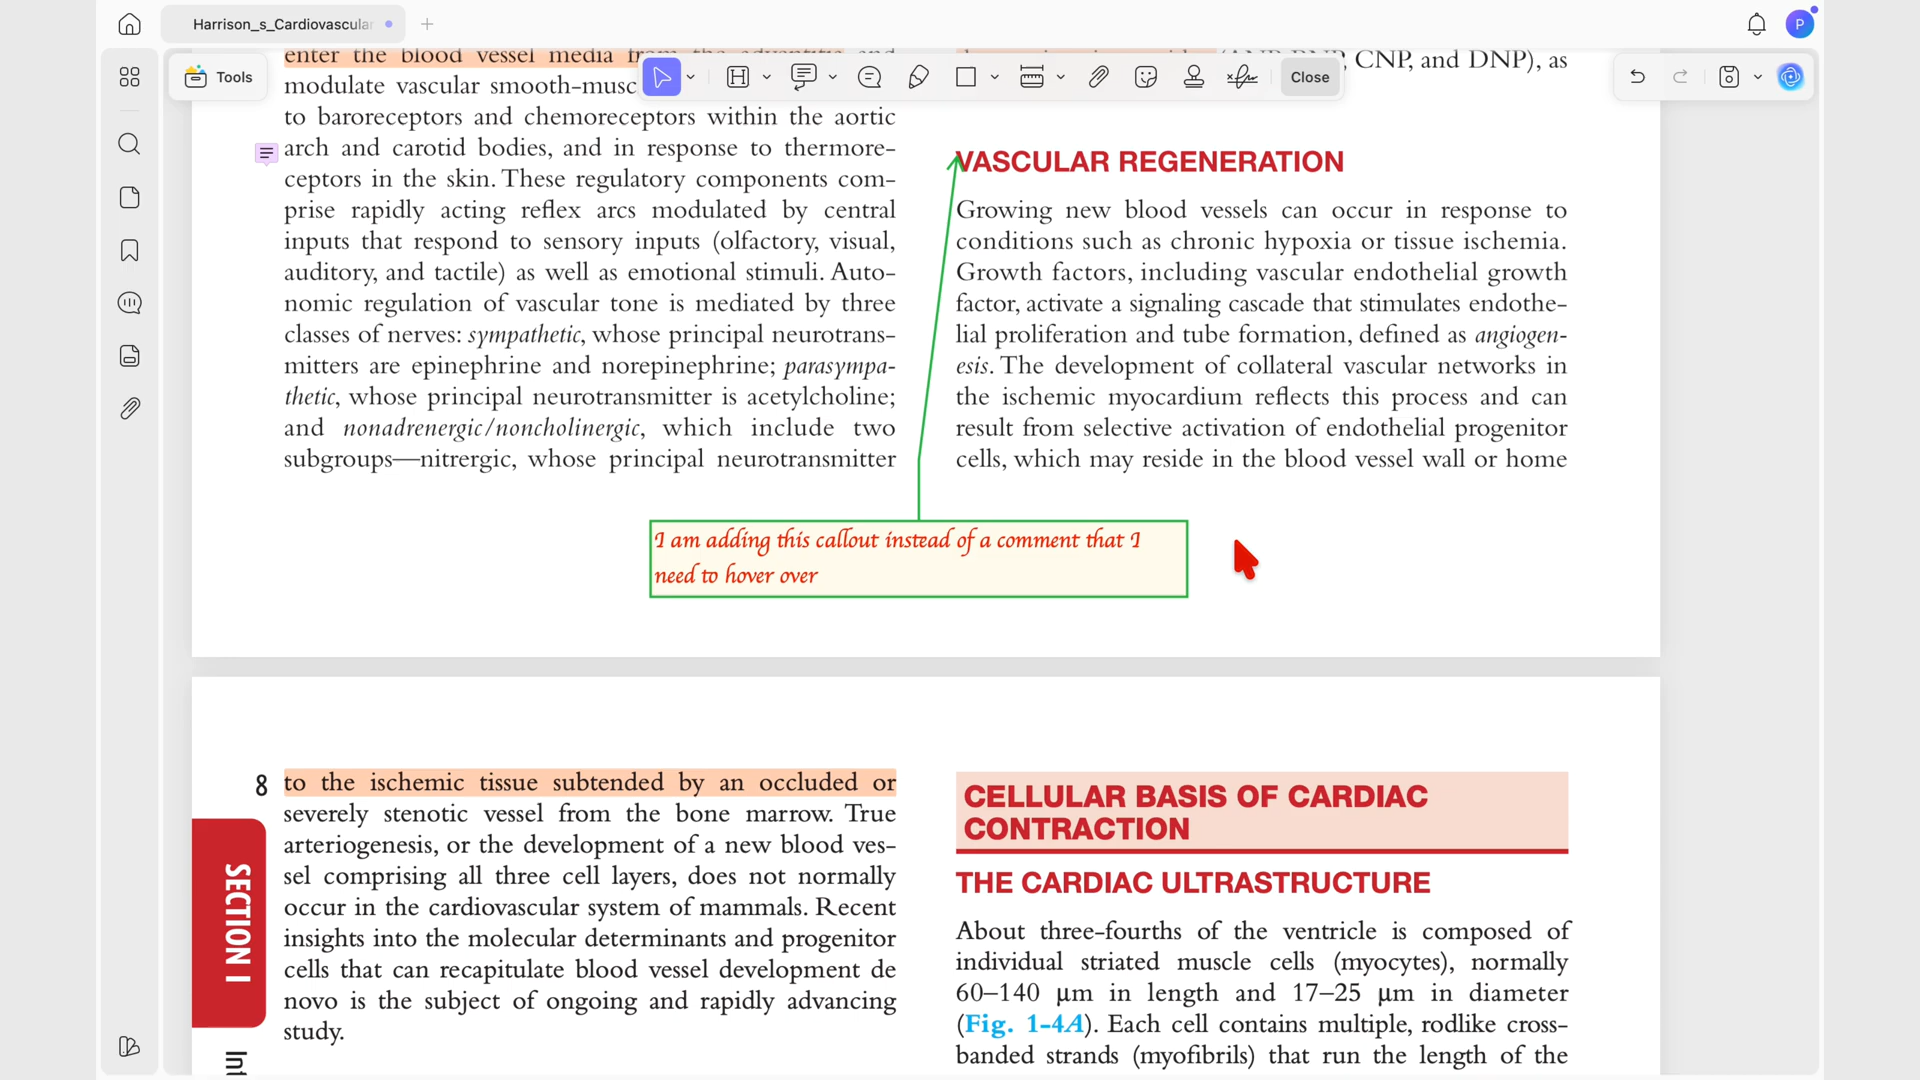 Harrison_s_Cardiovascular
P
Tools
Close
enter the blood vessel media from the adventitia and
modulate vascular smooth-musc
to baroreceptors and chemoreceptors within the aortic
arch and carotid bodies, and in response to thermore-
ceptors in the skin. These regulatory components com-
prise rapidly acting reflex arcs modulated by central
inputs that respond to sensory inputs (olfactory, visual,
auditory, and tactile) as well as emotional stimuli. Auto-
nomic regulation of vascular tone is mediated by three
classes of nerves: sympathetic, whose principal neurotrans-
mitters are epinephrine and norepinephrine; parasympa-
thetic, whose principal neurotransmitter is acetylcholine;
and nonadrenergic/noncholinergic, which include two
subgroups—nitrergic, whose principal neurotransmitter
CNP, and DNP), as
VASCULAR REGENERATION
Growing new blood vessels can occur in response to
conditions such as chronic hypoxia or tissue ischemia.
Growth factors, including vascular endothelial growth
factor, activate a signaling cascade that stimulates endothe-
lial proliferation and tube formation, defined as angiogen-
esis. The development of collateral vascular networks in
the ischemic myocardium reflects this process and can
result from selective activation of endothelial progenitor
cells, which may reside in the blood vessel wall or home
I am adding this callout instead of a comment that I
need to hover over
8
to the ischemic tissue subtended by an occluded or
severely stenotic vessel from the bone marrow. True
arteriogenesis, or the development of a new blood ves-
sel comprising all three cell layers, does not normally
occur in the cardiovascular system of mammals. Recent
insights into the molecular determinants and progenitor
cells that can recapitulate blood vessel development de
novo is the subject of ongoing and rapidly advancing
study.
SECTION I
Int
CELLULAR BASIS OF CARDIAC
CONTRACTION
THE CARDIAC ULTRASTRUCTURE
About three-fourths of the ventricle is composed of
individual striated muscle cells (myocytes), normally
60–140 μm in length and 17–25 μm in diameter
(Fig. 1-4A). Each cell contains multiple, rodlike cross-
banded strands (myofibrils) that run the length of the